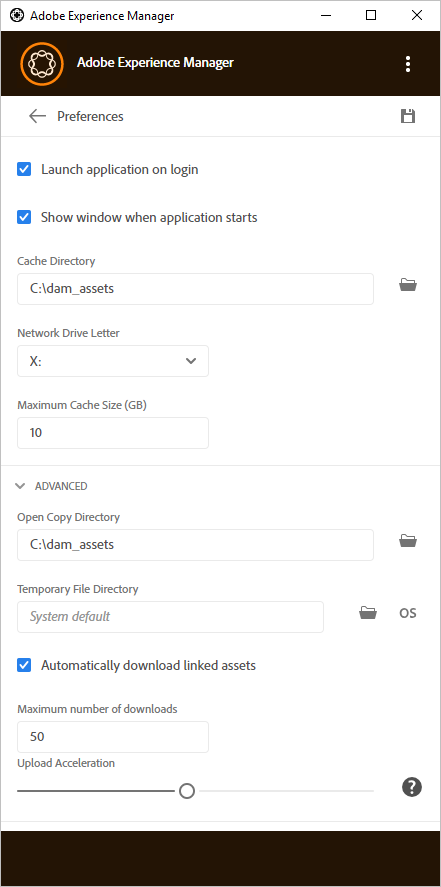 Adobe Experience Manager
Adobe Experience Manager
Preferences
Launch application on login
Show window when application starts
Cache Directory
C:\dam_assets
Network Drive Letter
X:
Maximum Cache Size (GB)
10
ADVANCED
Open Copy Directory
C:\dam_assets
Temporary File Directory
System default
OS
Automatically download linked assets
Maximum number of downloads
50
Upload Acceleration
?